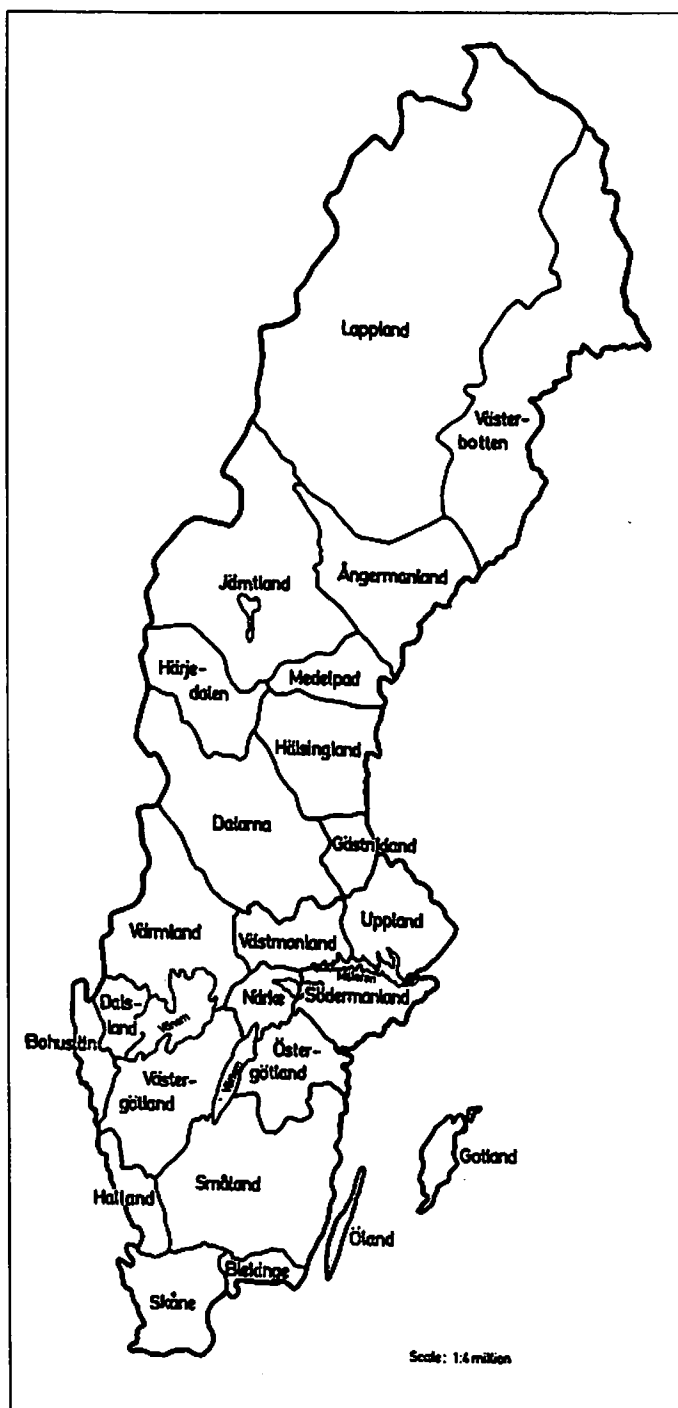 Lappland
Väster-
botten
Ångermanland
Jämtland
Härje-
dalen
Medelpad
Hälsingland
Dalarna
Gästrikland
Uppland
Värmland
Västmanland
Mälaren
Dals-
land
Vänern
Närke
Södermanland
Bohuslän
Öster-
götland
Väster-
götland
Gotland
Småland
Halland
Öland
Blekinge
Skåne
Scale: 1:4 million